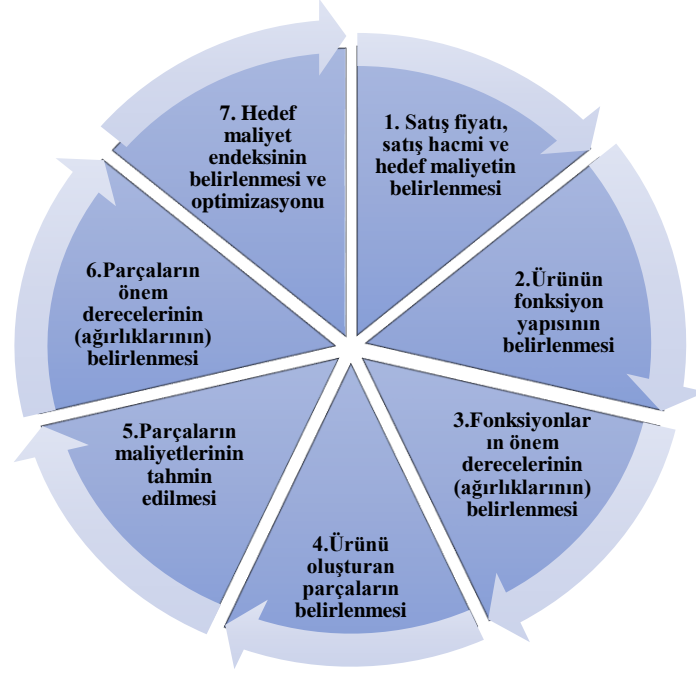 1. Satış fiyatı,
satış hacmi ve
hedef maliyetin
belirlenmesi
2.Ürünün
fonksiyon
yapısının
belirlenmesi
3.Fonksiyonlar
ın önem
derecelerinin
(ağırlıklarının)
belirlenmesi
4.Ürünü
oluşturan
parçaların
belirlenmesi
5.Parçaların
maliyetlerinin
tahmin
edilmesi
6.Parçaların
önem
derecelerinin
(ağırlıklarının)
belirlenmesi
7. Hedef
maliyet
endeksinin
belirlenmesi ve
optimizasyonu